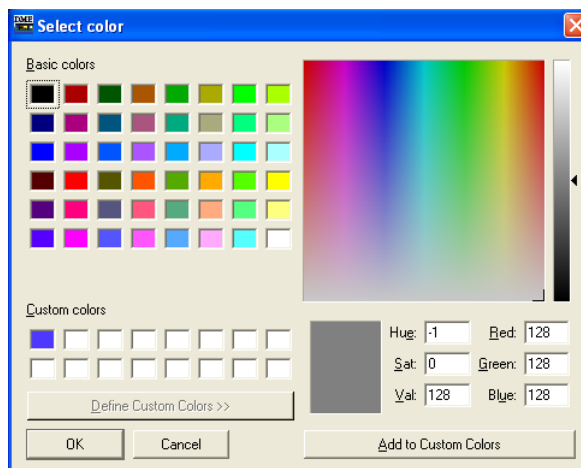 DME
Select color
Basic colors
Custom colors
Hue: -1 Red: 128
Sat: 0 Green: 128
Val: 128 Blue: 128
Define Custom Colors >>
OK Cancel Add to Custom Colors